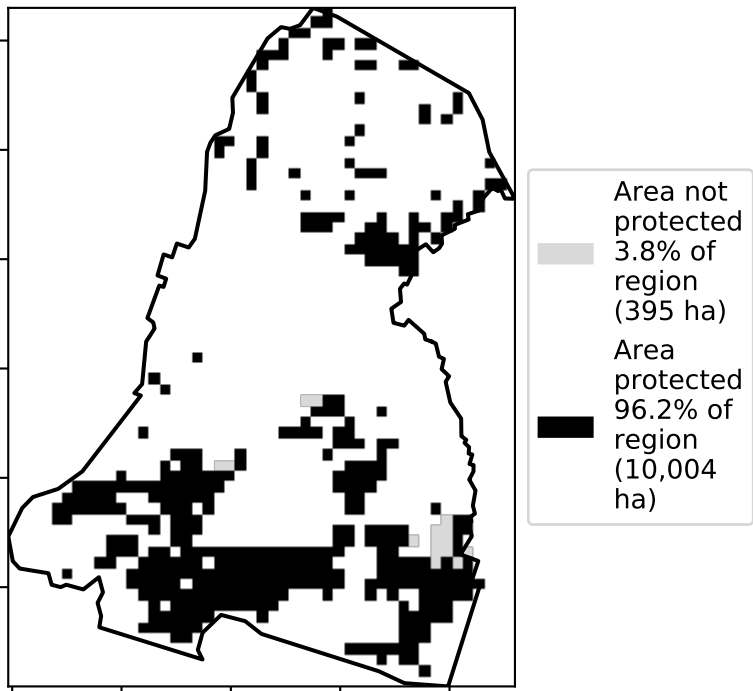 Area not
protected
3.8% of
region
(395 ha)
Area
protected
96.2% of
region
(10,004
ha)